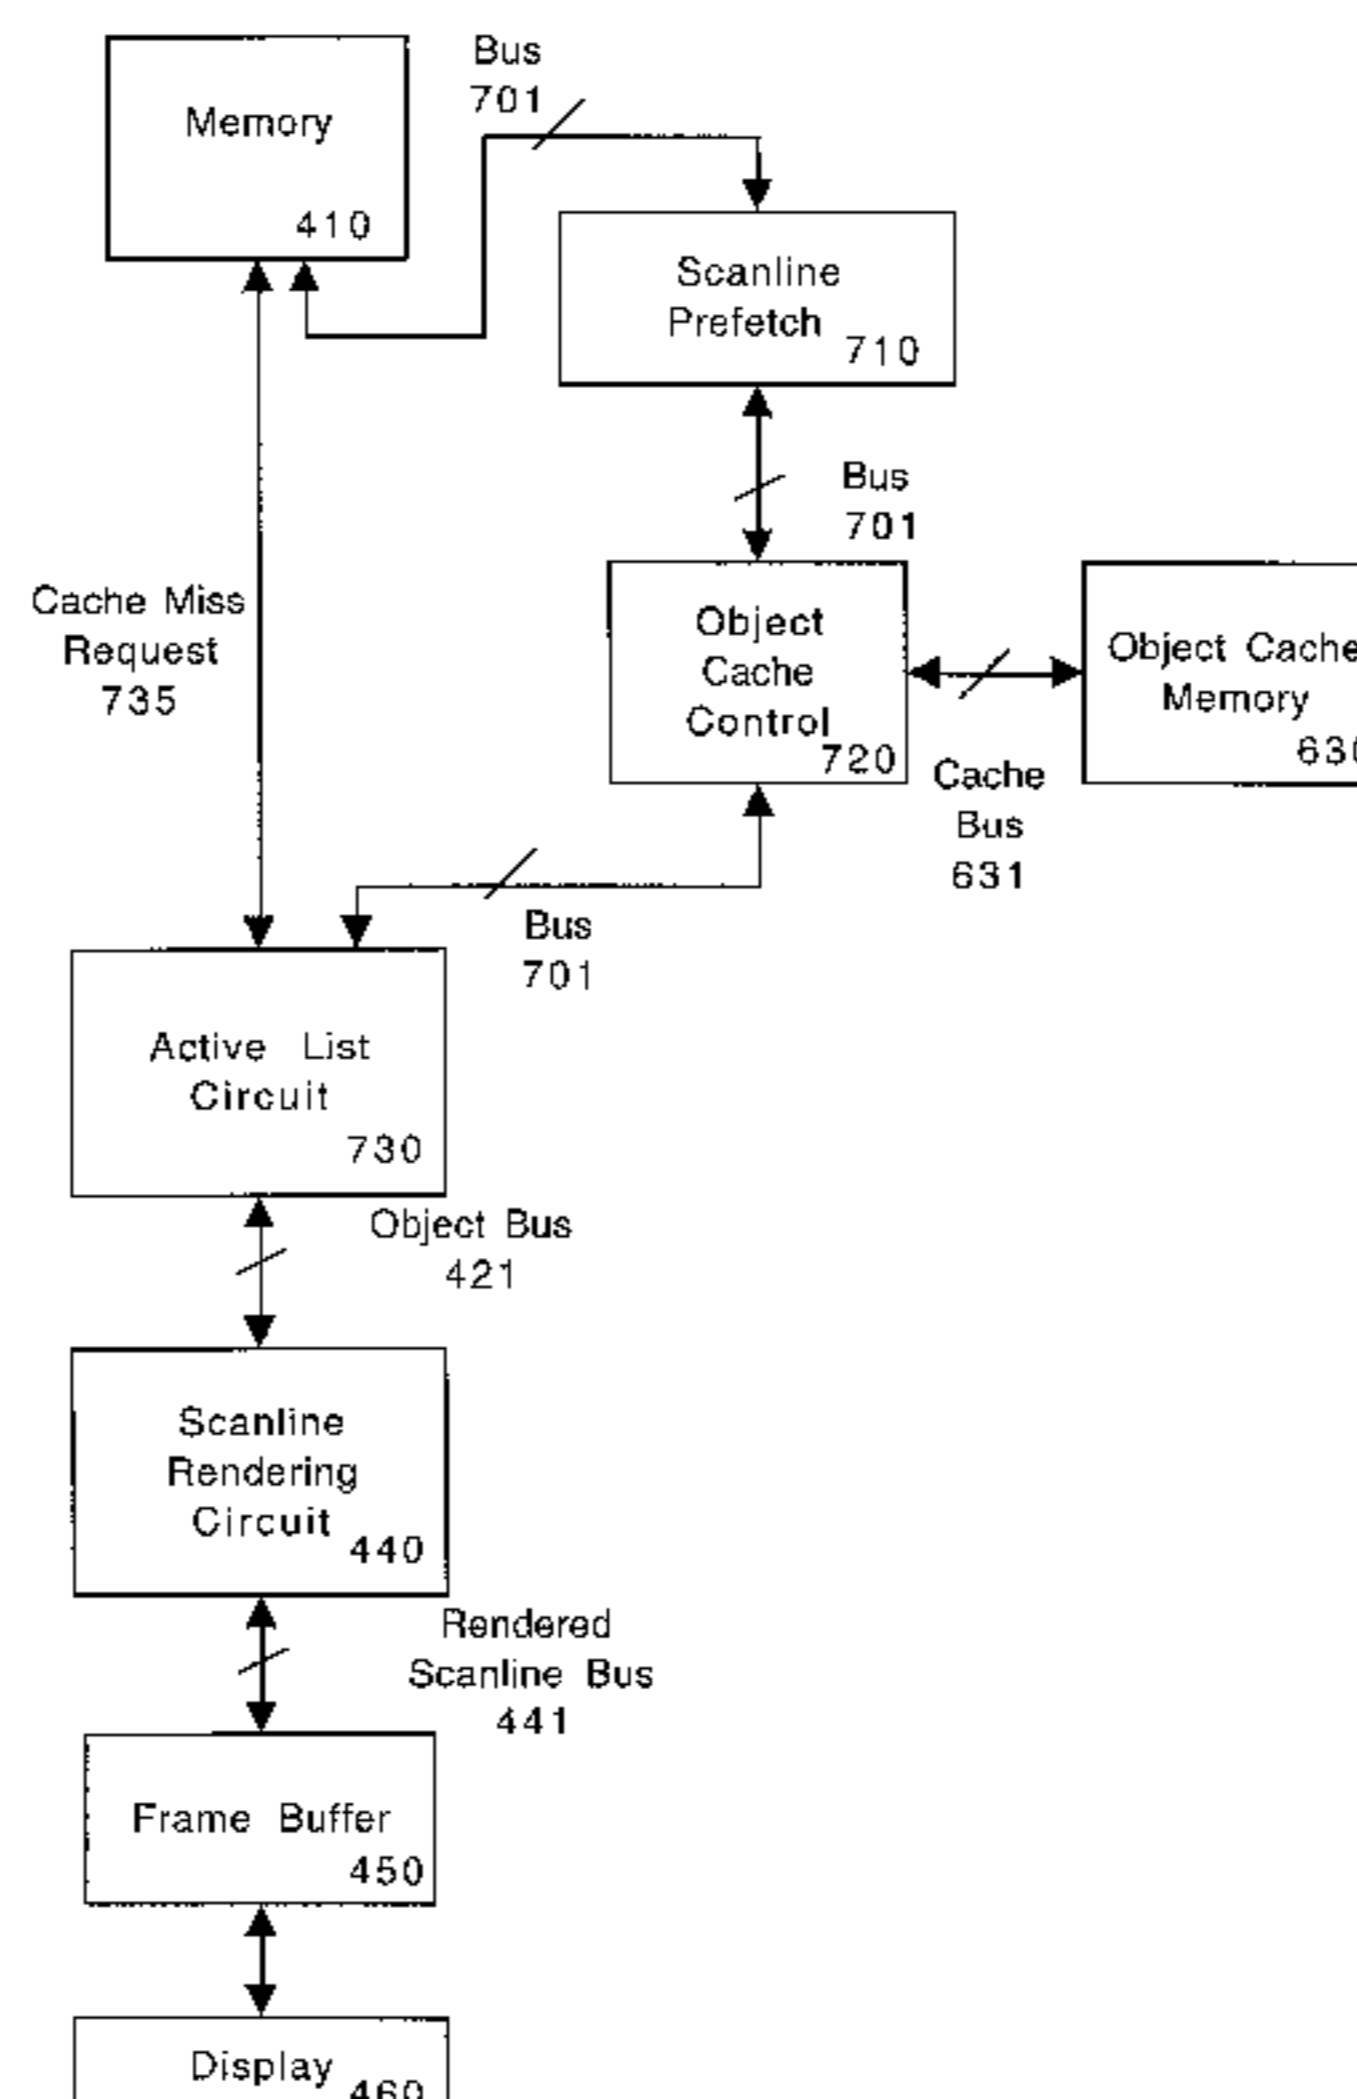 Memory
410
Bus
701
Scanline
Prefetch
710
Bus
701
Cache Miss
Request
735
Object
Cache
Control
720
Object Cache
Memory
630
Cache
Bus
631
Bus
701
Active List
Circuit
730
Object Bus
421
Scanline
Rendering
Circuit
440
Rendered
Scanline Bus
441
Frame Buffer
450
Display
460